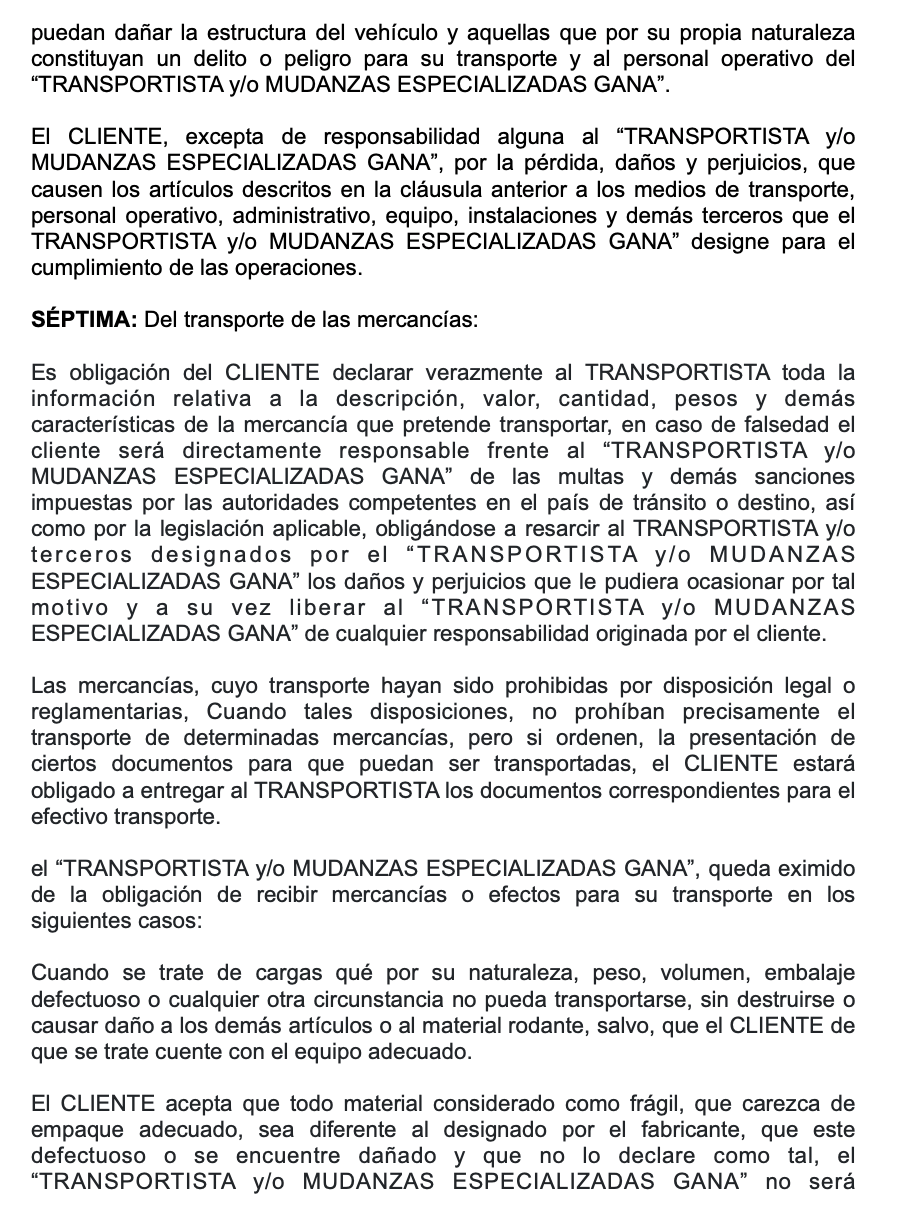 puedan dañar la estructura del vehículo y aquellas que por su propia naturaleza
constituyan un delito o peligro para su transporte y al personal operativo del
“TRANSPORTISTA y/o MUDANZAS ESPECIALIZADAS GANA”.
El CLIENTE, excepta de responsabilidad alguna al “TRANSPORTISTA y/o
MUDANZAS ESPECIALIZADAS GANA”, por la pérdida, daños y perjuicios, que
causen los artículos descritos en la cláusula anterior a los medios de transporte,
personal operativo, administrativo, equipo, instalaciones y demás terceros que el
TRANSPORTISTA y/o MUDANZAS ESPECIALIZADAS GANA” designe para el
cumplimiento de las operaciones.
SÉPTIMA: Del transporte de las mercancías:
Es obligación del CLIENTE declarar verazmente al TRANSPORTISTA toda la
información relativa a la descripción, valor, cantidad, pesos y demás
características de la mercancía que pretende transportar, en caso de falsedad el
cliente será directamente responsable frente al “TRANSPORTISTA y/o
MUDANZAS ESPECIALIZADAS GANA” de las multas y demás sanciones
impuestas por las autoridades competentes en el país de tránsito o destino, así
como por la legislación aplicable, obligándose a resarcir al TRANSPORTISTA y/o
terceros designados por el “TRANSPORTISTA y/o MUDANZAS
ESPECIALIZADAS GANA” los daños y perjuicios que le pudiera ocasionar por tal
motivo y a su vez liberar al “TRANSPORTISTA y/o MUDANZAS
ESPECIALIZADAS GANA” de cualquier responsabilidad originada por el cliente.
Las mercancías, cuyo transporte hayan sido prohibidas por disposición legal o
reglamentarias, Cuando tales disposiciones, no prohíban precisamente el
transporte de determinadas mercancías, pero si ordenen, la presentación de
ciertos documentos para que puedan ser transportadas, el CLIENTE estará
obligado a entregar al TRANSPORTISTA los documentos correspondientes para el
efectivo transporte.
el “TRANSPORTISTA y/o MUDANZAS ESPECIALIZADAS GANA”, queda eximido
de la obligación de recibir mercancías o efectos para su transporte en los
siguientes casos:
Cuando se trate de cargas qué por su naturaleza, peso, volumen, embalaje
defectuoso o cualquier otra circunstancia no pueda transportarse, sin destruirse o
causar daño a los demás artículos o al material rodante, salvo, que el CLIENTE de
que se trate cuente con el equipo adecuado.
El CLIENTE acepta que todo material considerado como frágil, que carezca de
empaque adecuado, sea diferente al designado por el fabricante, que este
defectuoso o se encuentre dañado y que no lo declare como tal, el
“TRANSPORTISTA y/o MUDANZAS ESPECIALIZADAS GANA” no será